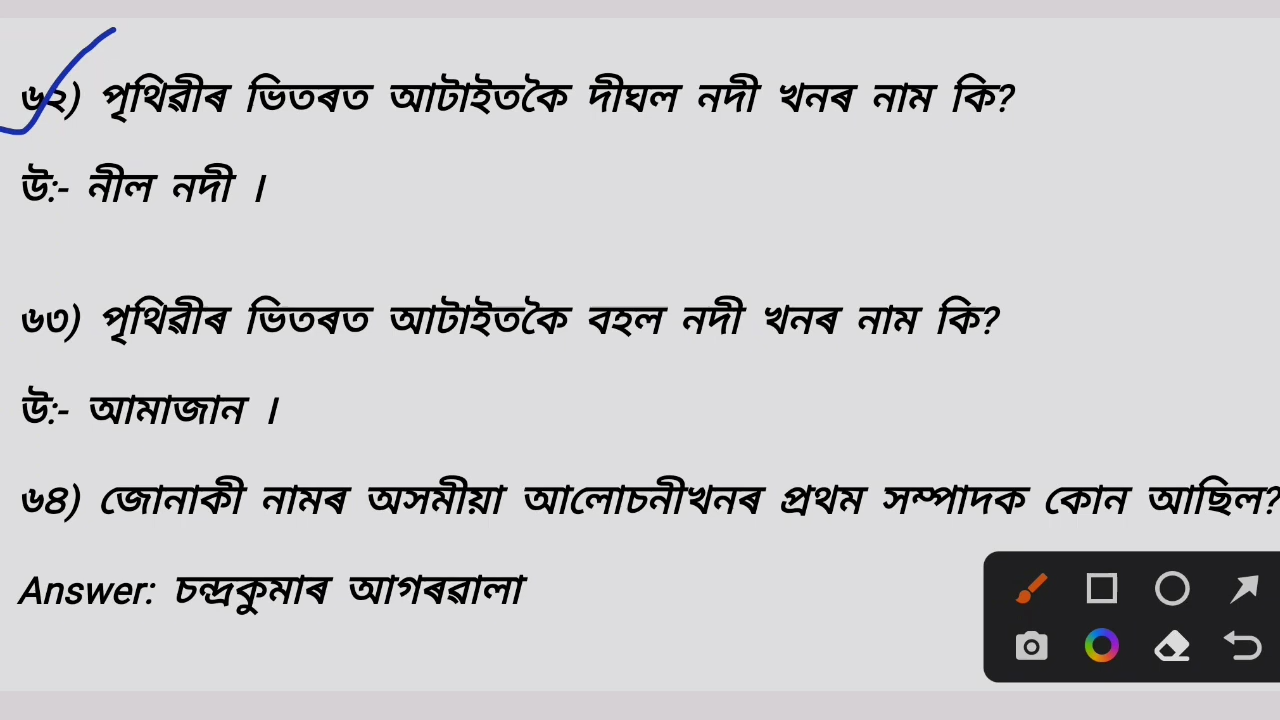 ৬২) পৃথিৱীৰ ভিতৰত আটাইতকৈ দীঘল নদী খনৰ নাম কি?
উ:- নীল নদী ।
৬৩) পৃথিৱীৰ ভিতৰত আটাইতকৈ বহল নদী খনৰ নাম কি?
উ:- আমাজান ।
৬৪) জোনাকী নামৰ অসমীয়া আলোচনীখনৰ প্ৰথম সম্পাদক কোন আছিল?
Answer: চন্দ্ৰকুমাৰ আগৰৱালা